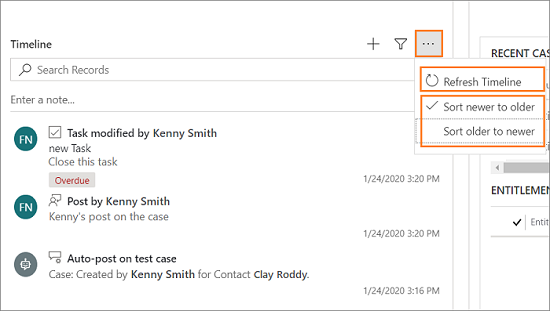 Timeline
Search Records
Enter a note...
FN
Task modified by Kenny Smith
new Task
Close this task
Overdue
1/24/2020 3:20 PM
FN
Post by Kenny Smith
Kenny's post on the case
1/24/2020 3:20 PM
Auto-post on test case
Case: Created by Kenny Smith for Contact Clay Roddy.
1/24/2020 3:16 PM
Refresh Timeline
Sort newer to older
Sort older to newer
RECENT CAS
ENTITLEMEN
Entit